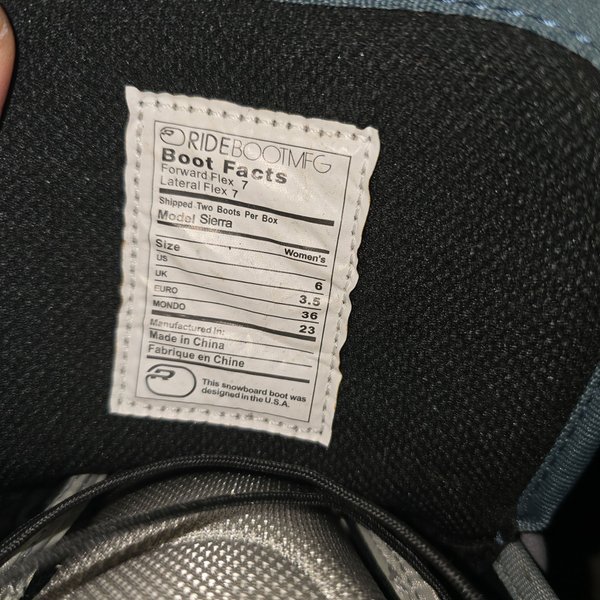 RIDEBOOTMFG
Boot Facts
Forward Flex 7
Lateral Flex 7
Shipped Two Boots Per Box
Model Sierra
Size Women's
US 6
UK 3.5
EURO 36
MONDO 23
Manufactured in:
Made in China
Fabrique en Chine
This snowboard boot was
designed in the U.S.A.